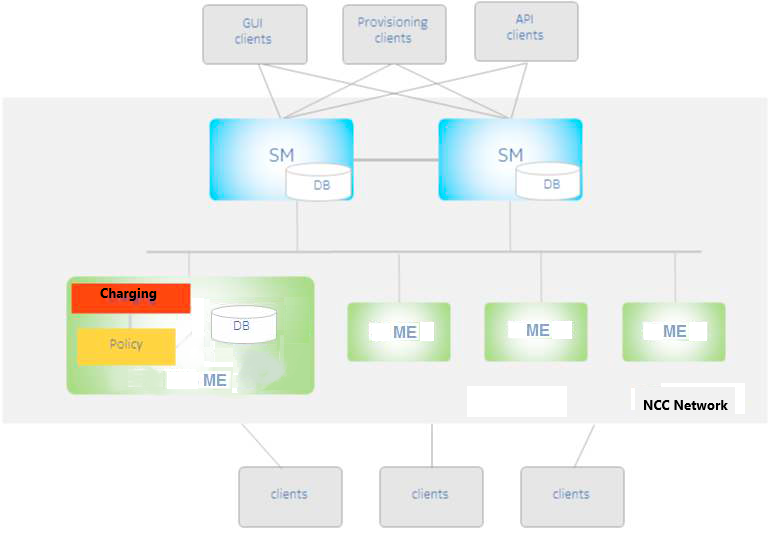 GUI
clients
Provisioning
clients
API
clients
SM
DB
SM
DB
Charging
Policy
DB
ME
ME
ME
ME
NCC Network
clients
clients
clients